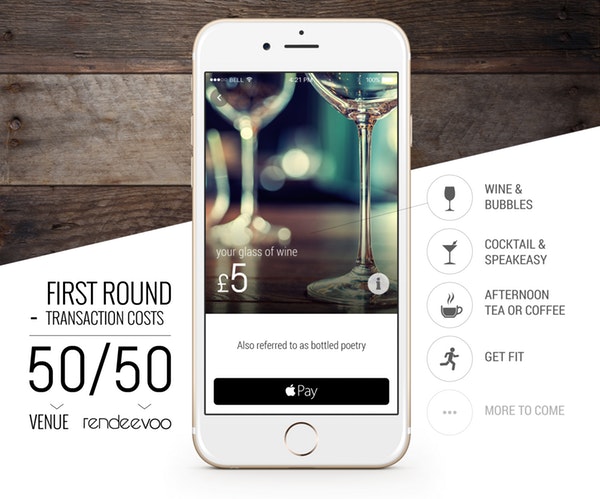 BELL 4:21 PM 100%
your glass of wine
£5
i
Also referred to as bottled poetry
Pay
FIRST ROUND
- TRANSACTION COSTS
50/50
VENUE rendeevoo
WINE &
BUBBLES
COCKTAIL &
SPEAKEASY
AFTERNOON
TEA OR COFFEE
GET FIT
MORE TO COME